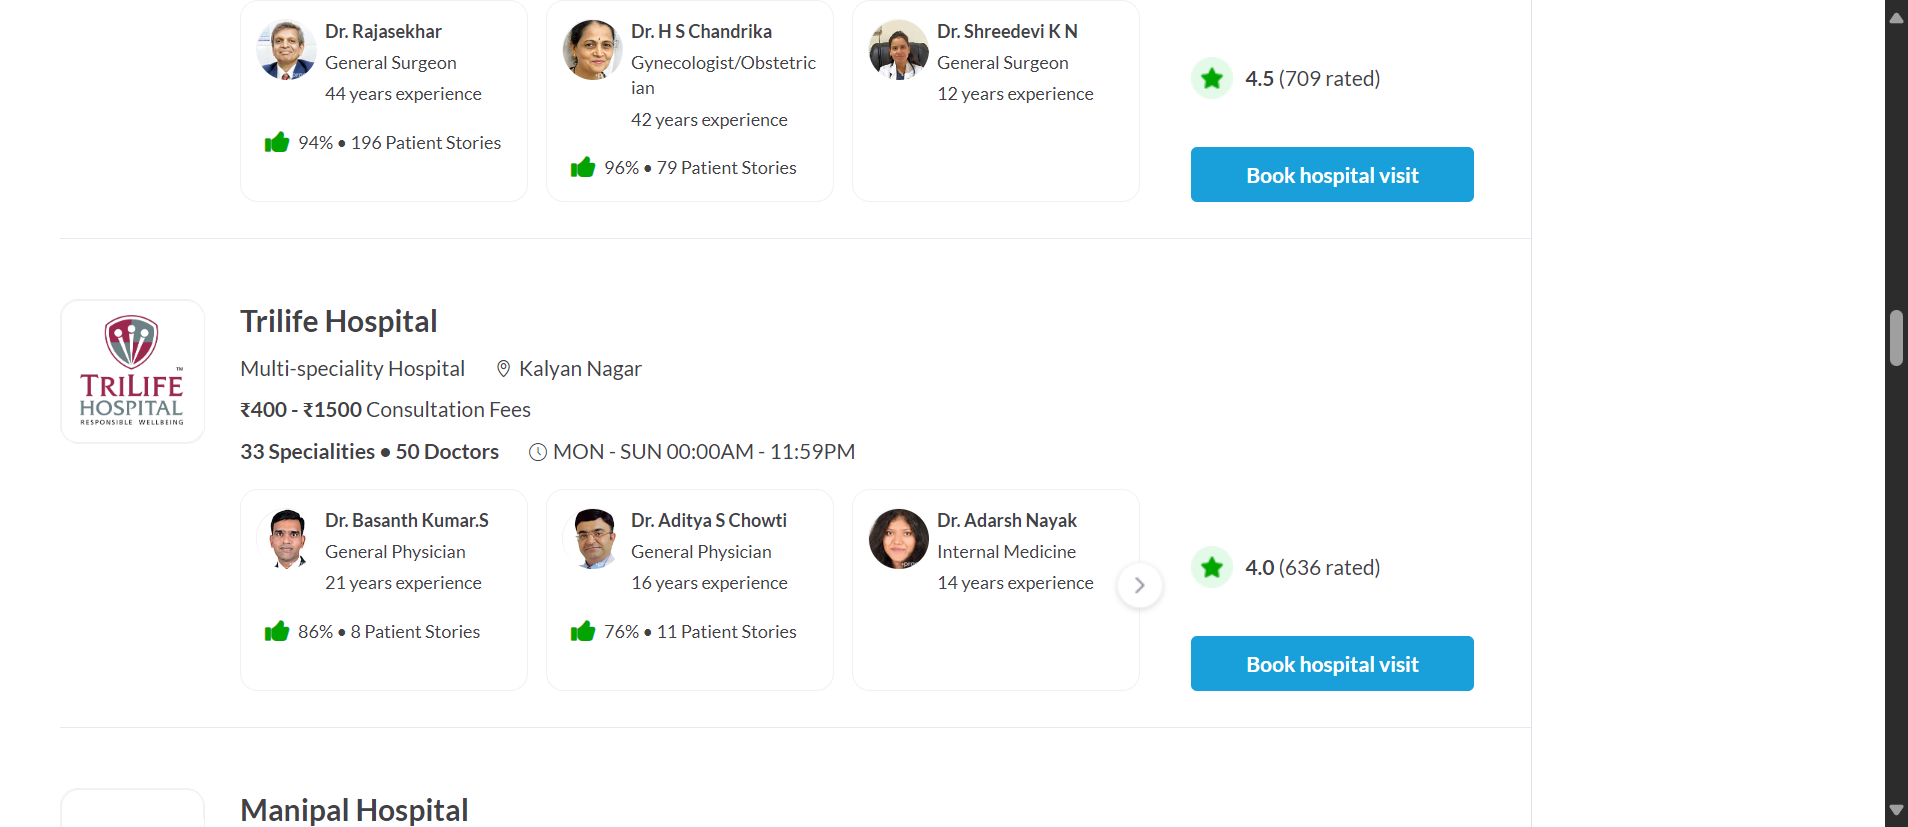 Dr. Rajasekhar
General Surgeon
44 years experience
94% • 196 Patient Stories
Dr. H S Chandrika
Gynecologist/Obstetric
ian
42 years experience
96% • 79 Patient Stories
Dr. Shreedevi K N
General Surgeon
12 years experience
4.5 (709 rated)
Book hospital visit
TRILIFE ™
HOSPITAL
RESPONSIBLE WELLBEING
Trilife Hospital
Multi-speciality Hospital Kalyan Nagar
₹400 - ₹1500 Consultation Fees
33 Specialities • 50 Doctors MON - SUN 00:00AM - 11:59PM
Dr. Basanth Kumar.S
General Physician
21 years experience
86% • 8 Patient Stories
Dr. Aditya S Chowti
General Physician
16 years experience
76% • 11 Patient Stories
Dr. Adarsh Nayak
Internal Medicine
14 years experience
4.0 (636 rated)
Book hospital visit
Manipal Hospital